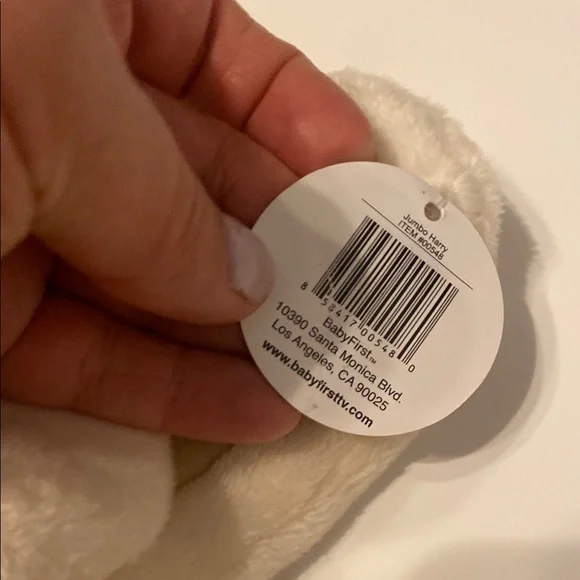 Jumbo Harry
ITEM #00548
8 58417 00548 0
BabyFirst™
10390 Santa Monica Blvd.
Los Angeles, CA 90025
www.babyfirsttv.com